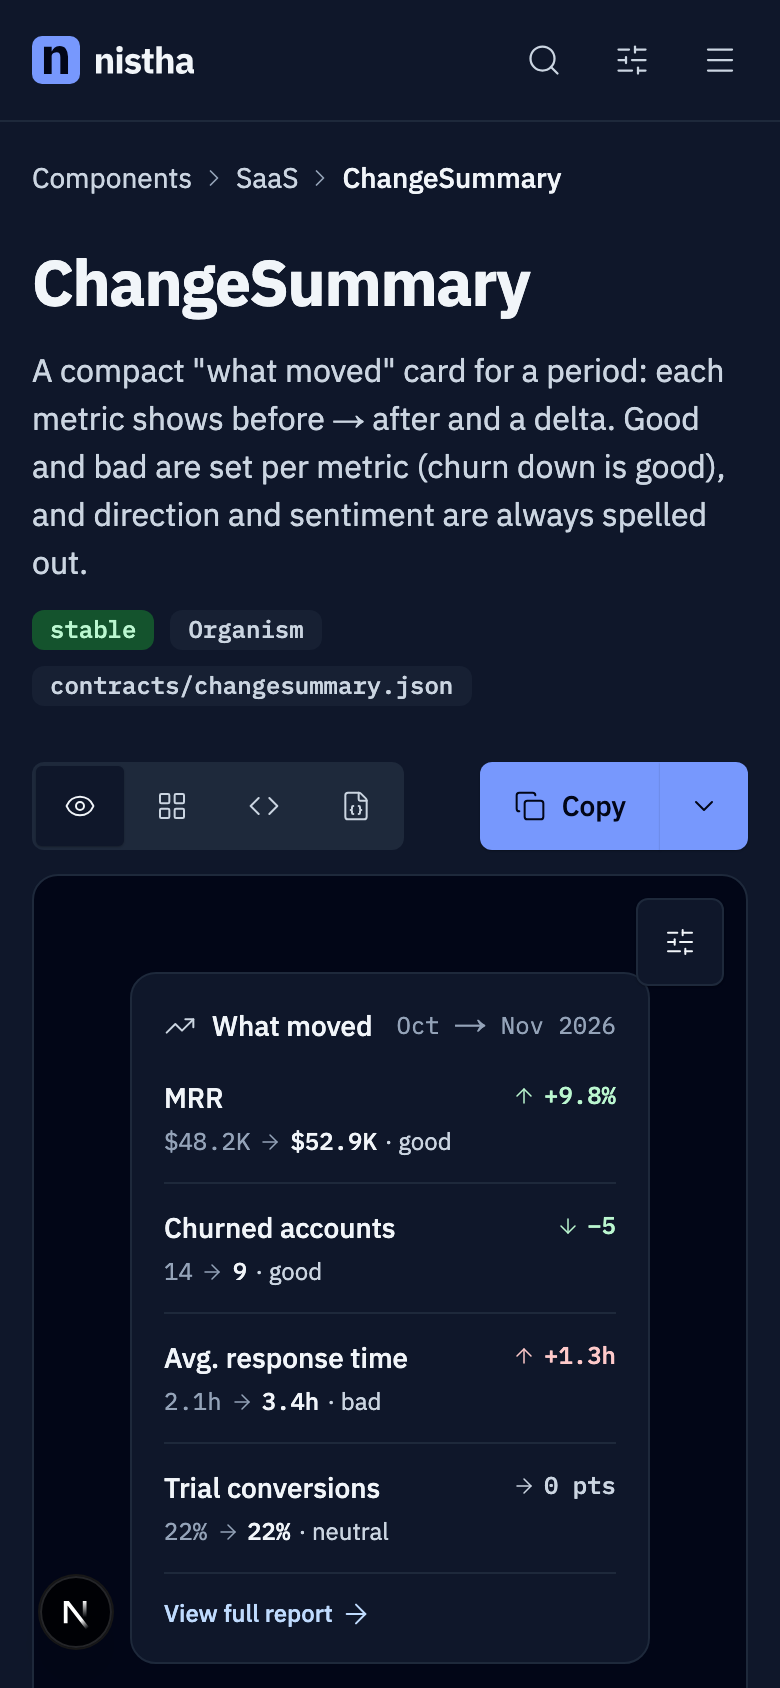 n nistha
Components > SaaS > ChangeSummary
ChangeSummary
A compact "what moved" card for a period: each
metric shows before → after and a delta. Good
and bad are set per metric (churn down is good),
and direction and sentiment are always spelled
out.
stable Organism
contracts/changesummary.json
Copy
What moved Oct → Nov 2026
MRR ↑ +9.8%
$48.2K → $52.9K · good
Churned accounts ↓ −5
14 → 9 · good
Avg. response time ↑ +1.3h
2.1h → 3.4h · bad
Trial conversions → 0 pts
22% → 22% · neutral
View full report →
N